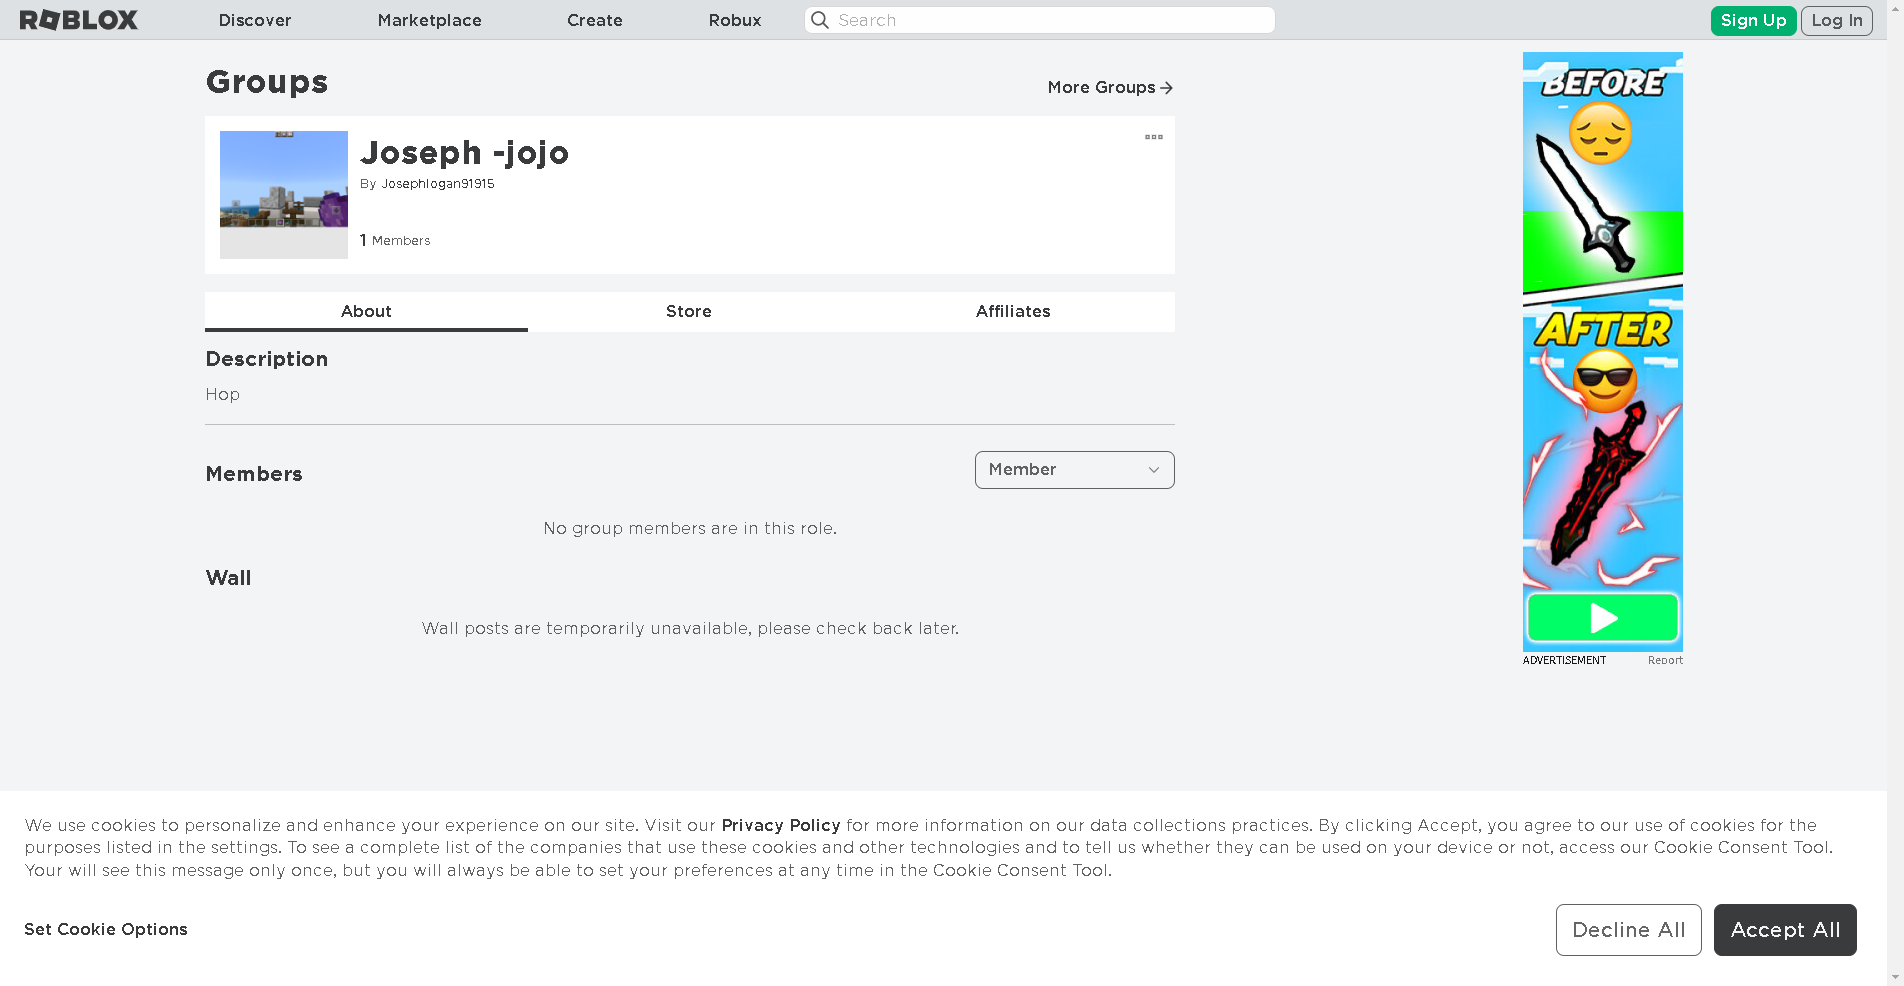 ROBLOX
Discover
Marketplace
Create
Robux
Search
Sign Up
Log In
Groups
More Groups
Joseph -jojo
By Josephlogan91915
1 Members
About
Store
Affiliates
Description
Hop
Members
Member
No group members are in this role.
Wall
Wall posts are temporarily unavailable, please check back later.
BEFORE
AFTER
ADVERTISEMENT
Report
We use cookies to personalize and enhance your experience on our site. Visit our Privacy Policy for more information on our data collections practices. By clicking Accept, you agree to our use of cookies for the
purposes listed in the settings. To see a complete list of the companies that use these cookies and other technologies and to tell us whether they can be used on your device or not, access our Cookie Consent Tool.
Your will see this message only once, but you will always be able to set your preferences at any time in the Cookie Consent Tool.
Set Cookie Options
Decline All
Accept All